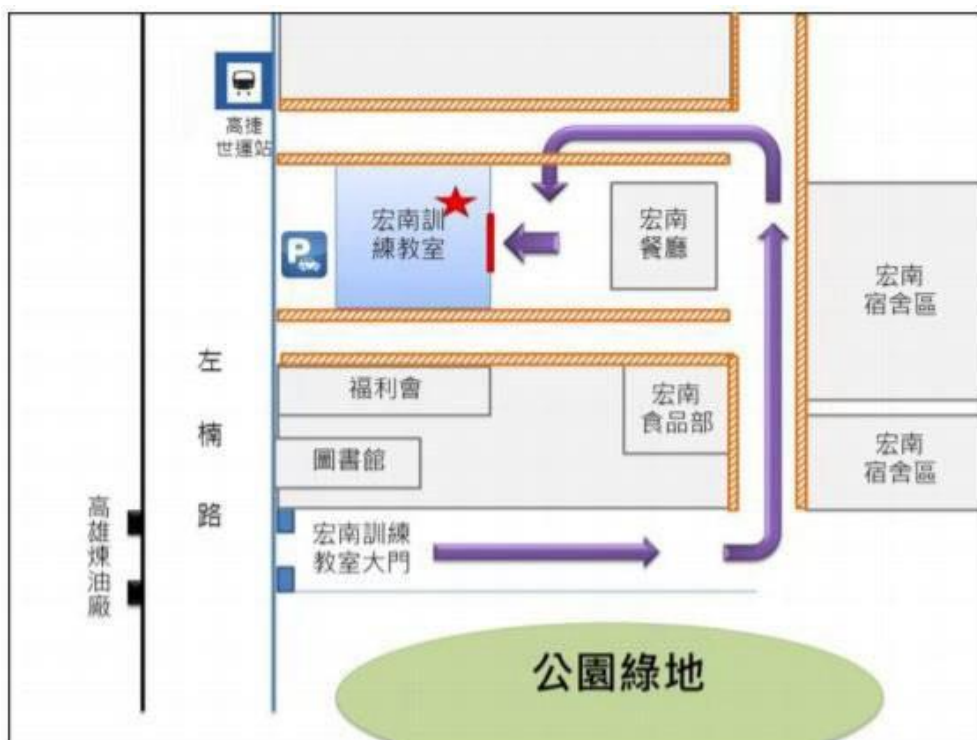 高捷
世運站
宏南訓
練教室
P
宏南
餐廳
宏南
宿舍區
左楠路
福利會
宏南
食品部
圖書館
宏南
宿舍區
高雄煉油廠
宏南訓練
教室大門
公園綠地